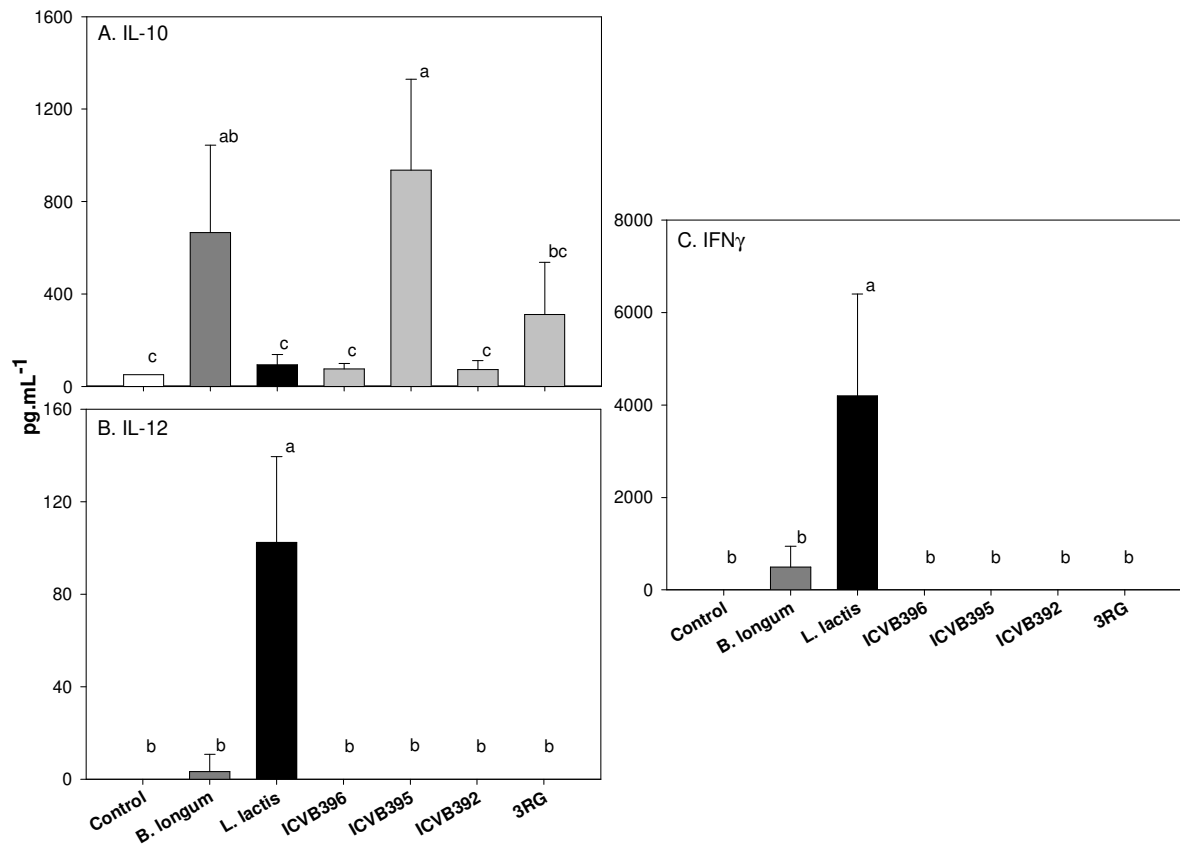 A. IL-10
1600
1200
800
400
0
c
ab
c
c
a
c
bc
pg.mL-1
B. IL-12
160
120
80
40
0
b
b
a
b
b
b
b
Control
B. longum
L. lactis
ICVB396
ICVB395
ICVB392
3RG
C. IFNγ
8000
6000
4000
2000
0
b
b
a
b
b
b
b
Control
B. longum
L. lactis
ICVB396
ICVB395
ICVB392
3RG